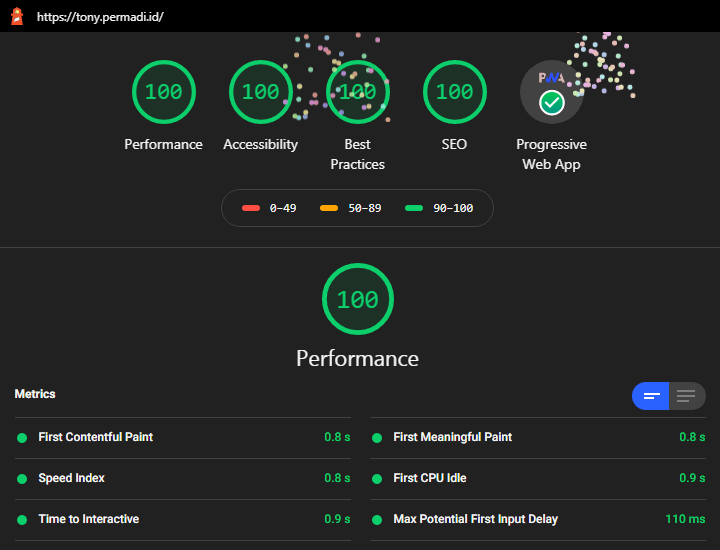 https://tony.permadi.id/
100 100 100 100 PWA
Performance Accessibility Best Practices SEO Progressive Web App
0–49 50–89 90–100
100
Performance
Metrics
First Contentful Paint 0.8 s
First Meaningful Paint 0.8 s
Speed Index 0.8 s
First CPU Idle 0.9 s
Time to Interactive 0.9 s
Max Potential First Input Delay 110 ms